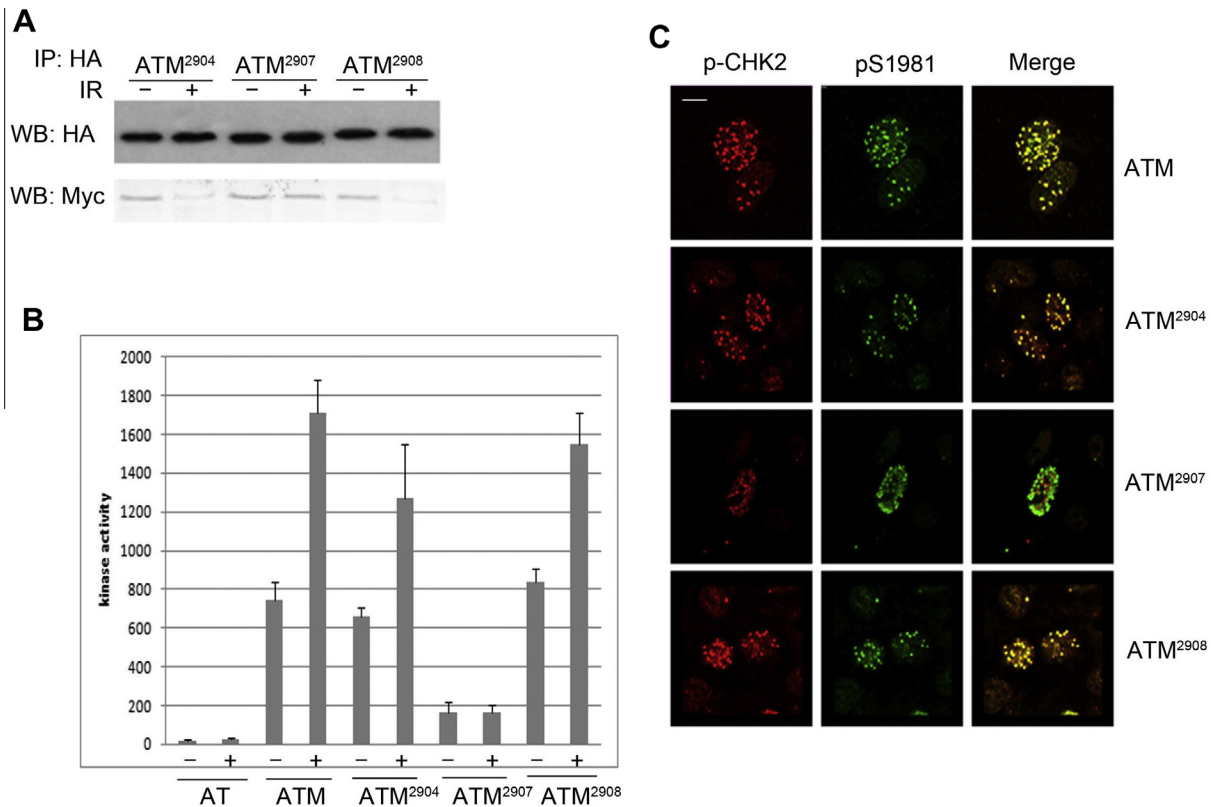 A
IP: HA
ATM²⁹⁰⁴ ATM²⁹⁰⁷ ATM²⁹⁰⁸
IR − + − + − +
WB: HA
WB: Myc
B
kinase activity
2000
1800
1600
1400
1200
1000
800
600
400
200
0
− + − + − + − + − +
AT ATM ATM²⁹⁰⁴ ATM²⁹⁰⁷ ATM²⁹⁰⁸
C
p-CHK2 pS1981 Merge
ATM
ATM²⁹⁰⁴
ATM²⁹⁰⁷
ATM²⁹⁰⁸